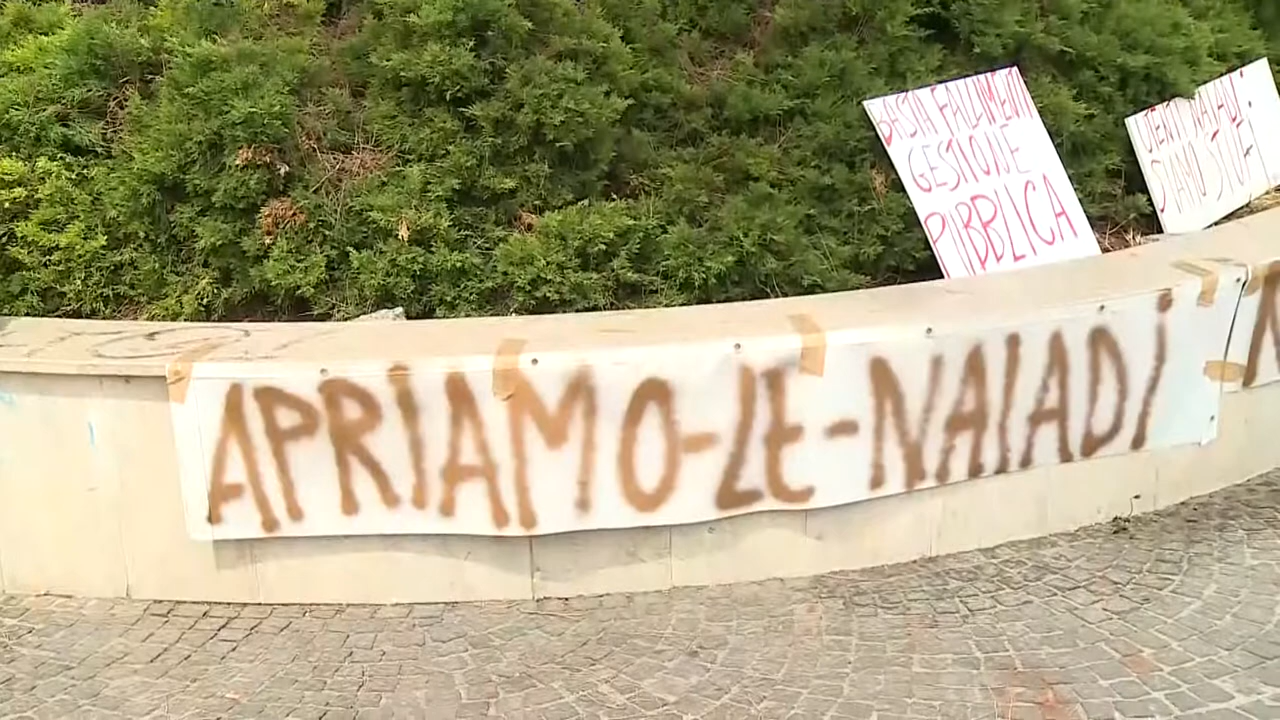 BASTA FALLIMENTI
GESTIONE
PUBBLICA
UTENTI NAIADI:
SIAMO STUFI
APRIAMO-LE-NAIADI